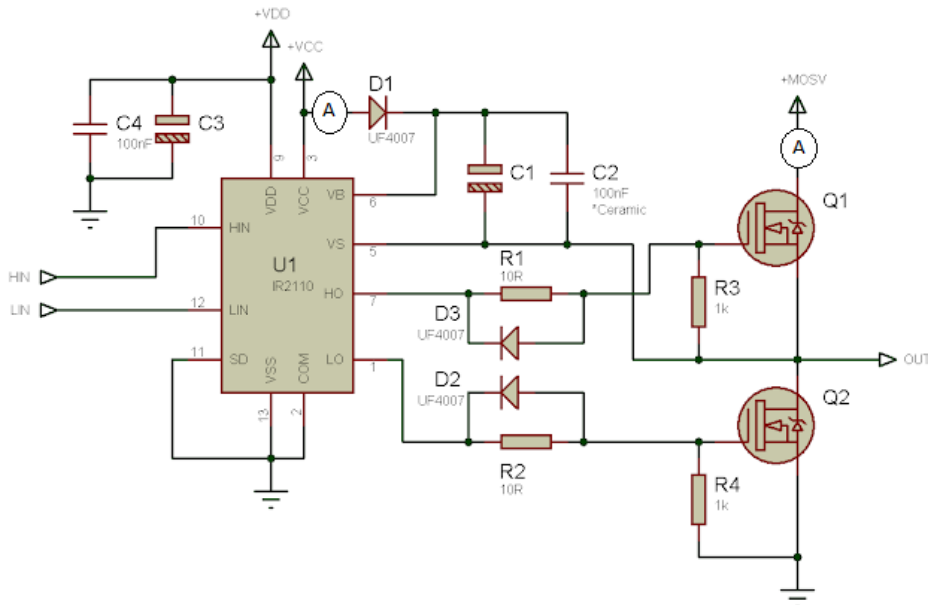 +VDD
+VCC
D1
A
UF4007
+MOSV
A
C4
100nF
C3
9
3
C1
C2
100nF
*Ceramic
VDD
VCC
VB
6
Q1
10
HIN
VS
5
U1
IR2110
R1
10R
HIN
HO
7
R3
1k
LIN
12
LIN
D3
UF4007
11
SD
LO
1
OUT
VSS
COM
D2
UF4007
Q2
13
2
R2
10R
R4
1k